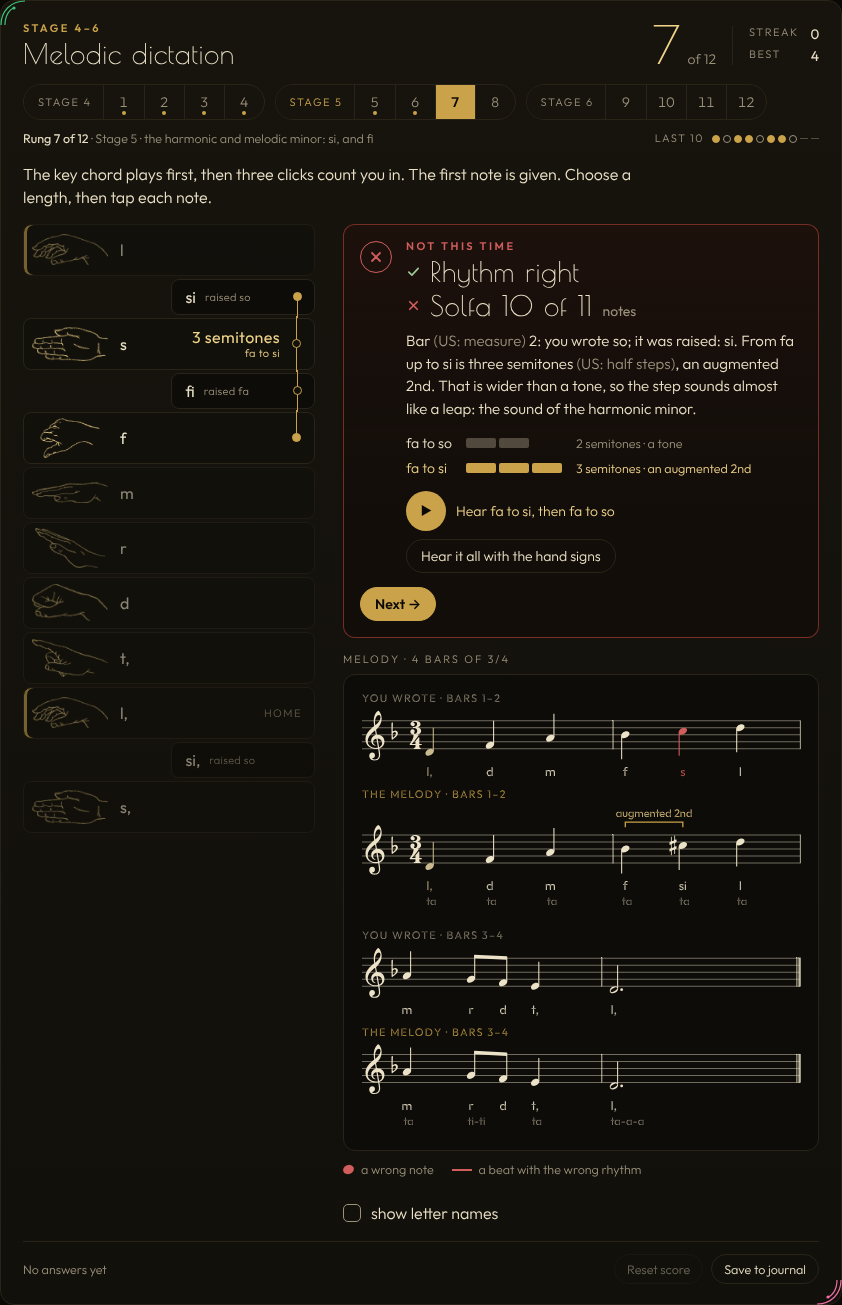 STAGE 4–6
Melodic dictation
7 of 12
STREAK 0
BEST 4
STAGE 4 1 2 3 4 STAGE 5 5 6 7 8 STAGE 6 9 10 11 12
Rung 7 of 12 · Stage 5 · the harmonic and melodic minor: si, and fi
LAST 10
The key chord plays first, then three clicks count you in. The first note is given. Choose a
length, then tap each note.
l
si raised so
s 3 semitones
fa to si
fi raised fa
f
m
r
d
t,
l, HOME
si, raised so
s,
NOT THIS TIME
Rhythm right
Solfa 10 of 11 notes
Bar (US: measure) 2: you wrote so; it was raised: si. From fa
up to si is three semitones (US: half steps), an augmented
2nd. That is wider than a tone, so the step sounds almost
like a leap: the sound of the harmonic minor.
fa to so 2 semitones · a tone
fa to si 3 semitones · an augmented 2nd
Hear fa to si, then fa to so
Hear it all with the hand signs
Next →
MELODY · 4 BARS OF 3/4
YOU WROTE · BARS 1–2
3
4
l, d m f s l
THE MELODY · BARS 1–2
augmented 2nd
3
4
l, d m f si l
ta ta ta ta ta ta
YOU WROTE · BARS 3–4
m r d t, l,
THE MELODY · BARS 3–4
m r d t, l,
ta ti-ti ta ta-a-a
a wrong note a beat with the wrong rhythm
show letter names
No answers yet Reset score Save to journal